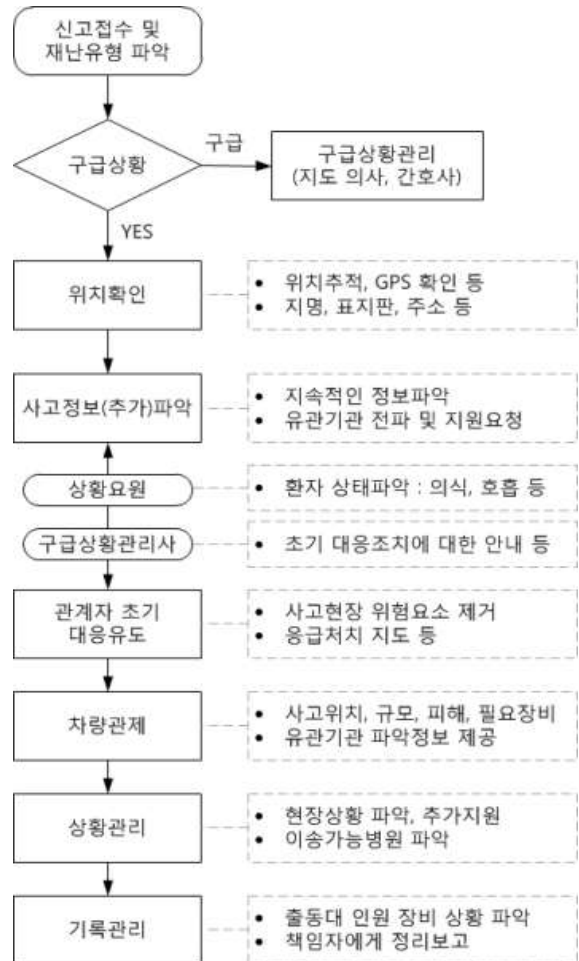 신고접수 및
재난유형 파악
구급상황
구급
구급상황관리
(지도 의사, 간호사)
YES
위치확인
• 위치추적, GPS 확인 등
• 지명, 표지판, 주소 등
사고정보(추가)파악
• 지속적인 정보파악
• 유관기관 전파 및 지원요청
상황요원
• 환자 상태파악 : 의식, 호흡 등
구급상황관리사
• 초기 대응조치에 대한 안내 등
관계자 초기
대응유도
• 사고현장 위험요소 제거
• 응급처치 지도 등
차량관제
• 사고위치, 규모, 피해, 필요장비
• 유관기관 파악정보 제공
상황관리
• 현장상황 파악, 추가지원
• 이송가능병원 파악
기록관리
• 출동대 인원 장비 상황 파악
• 책임자에게 정리보고